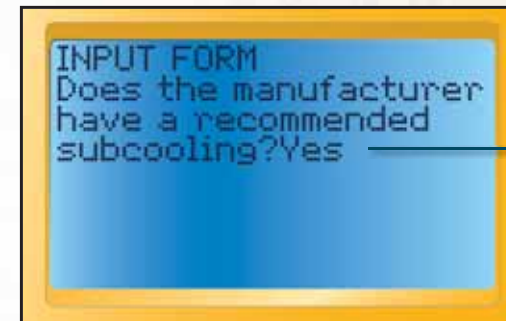 INPUT FORM
Does the manufacturer
have a recommended
subcooling?Yes